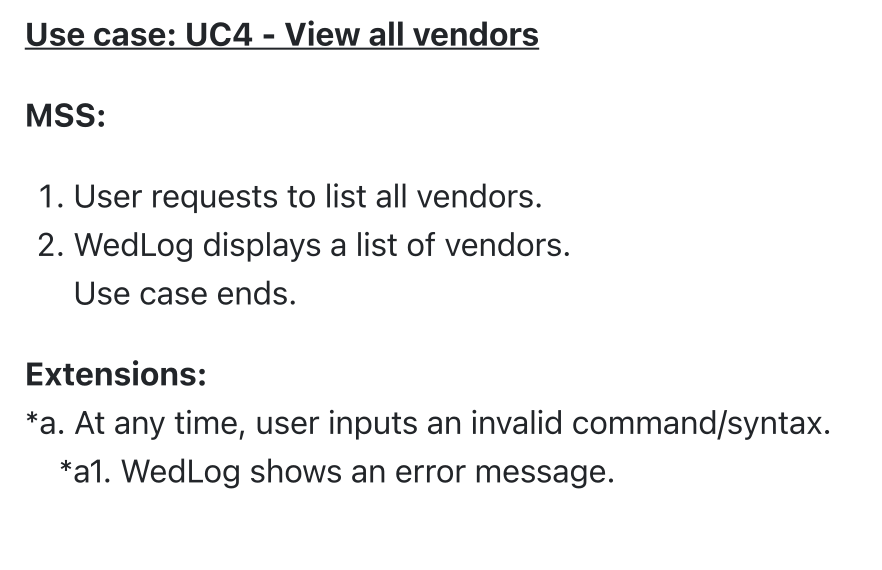 Use case: UC4 - View all vendors
MSS:
1. User requests to list all vendors.
2. WedLog displays a list of vendors.
Use case ends.
Extensions:
*a. At any time, user inputs an invalid command/syntax.
*a1. WedLog shows an error message.